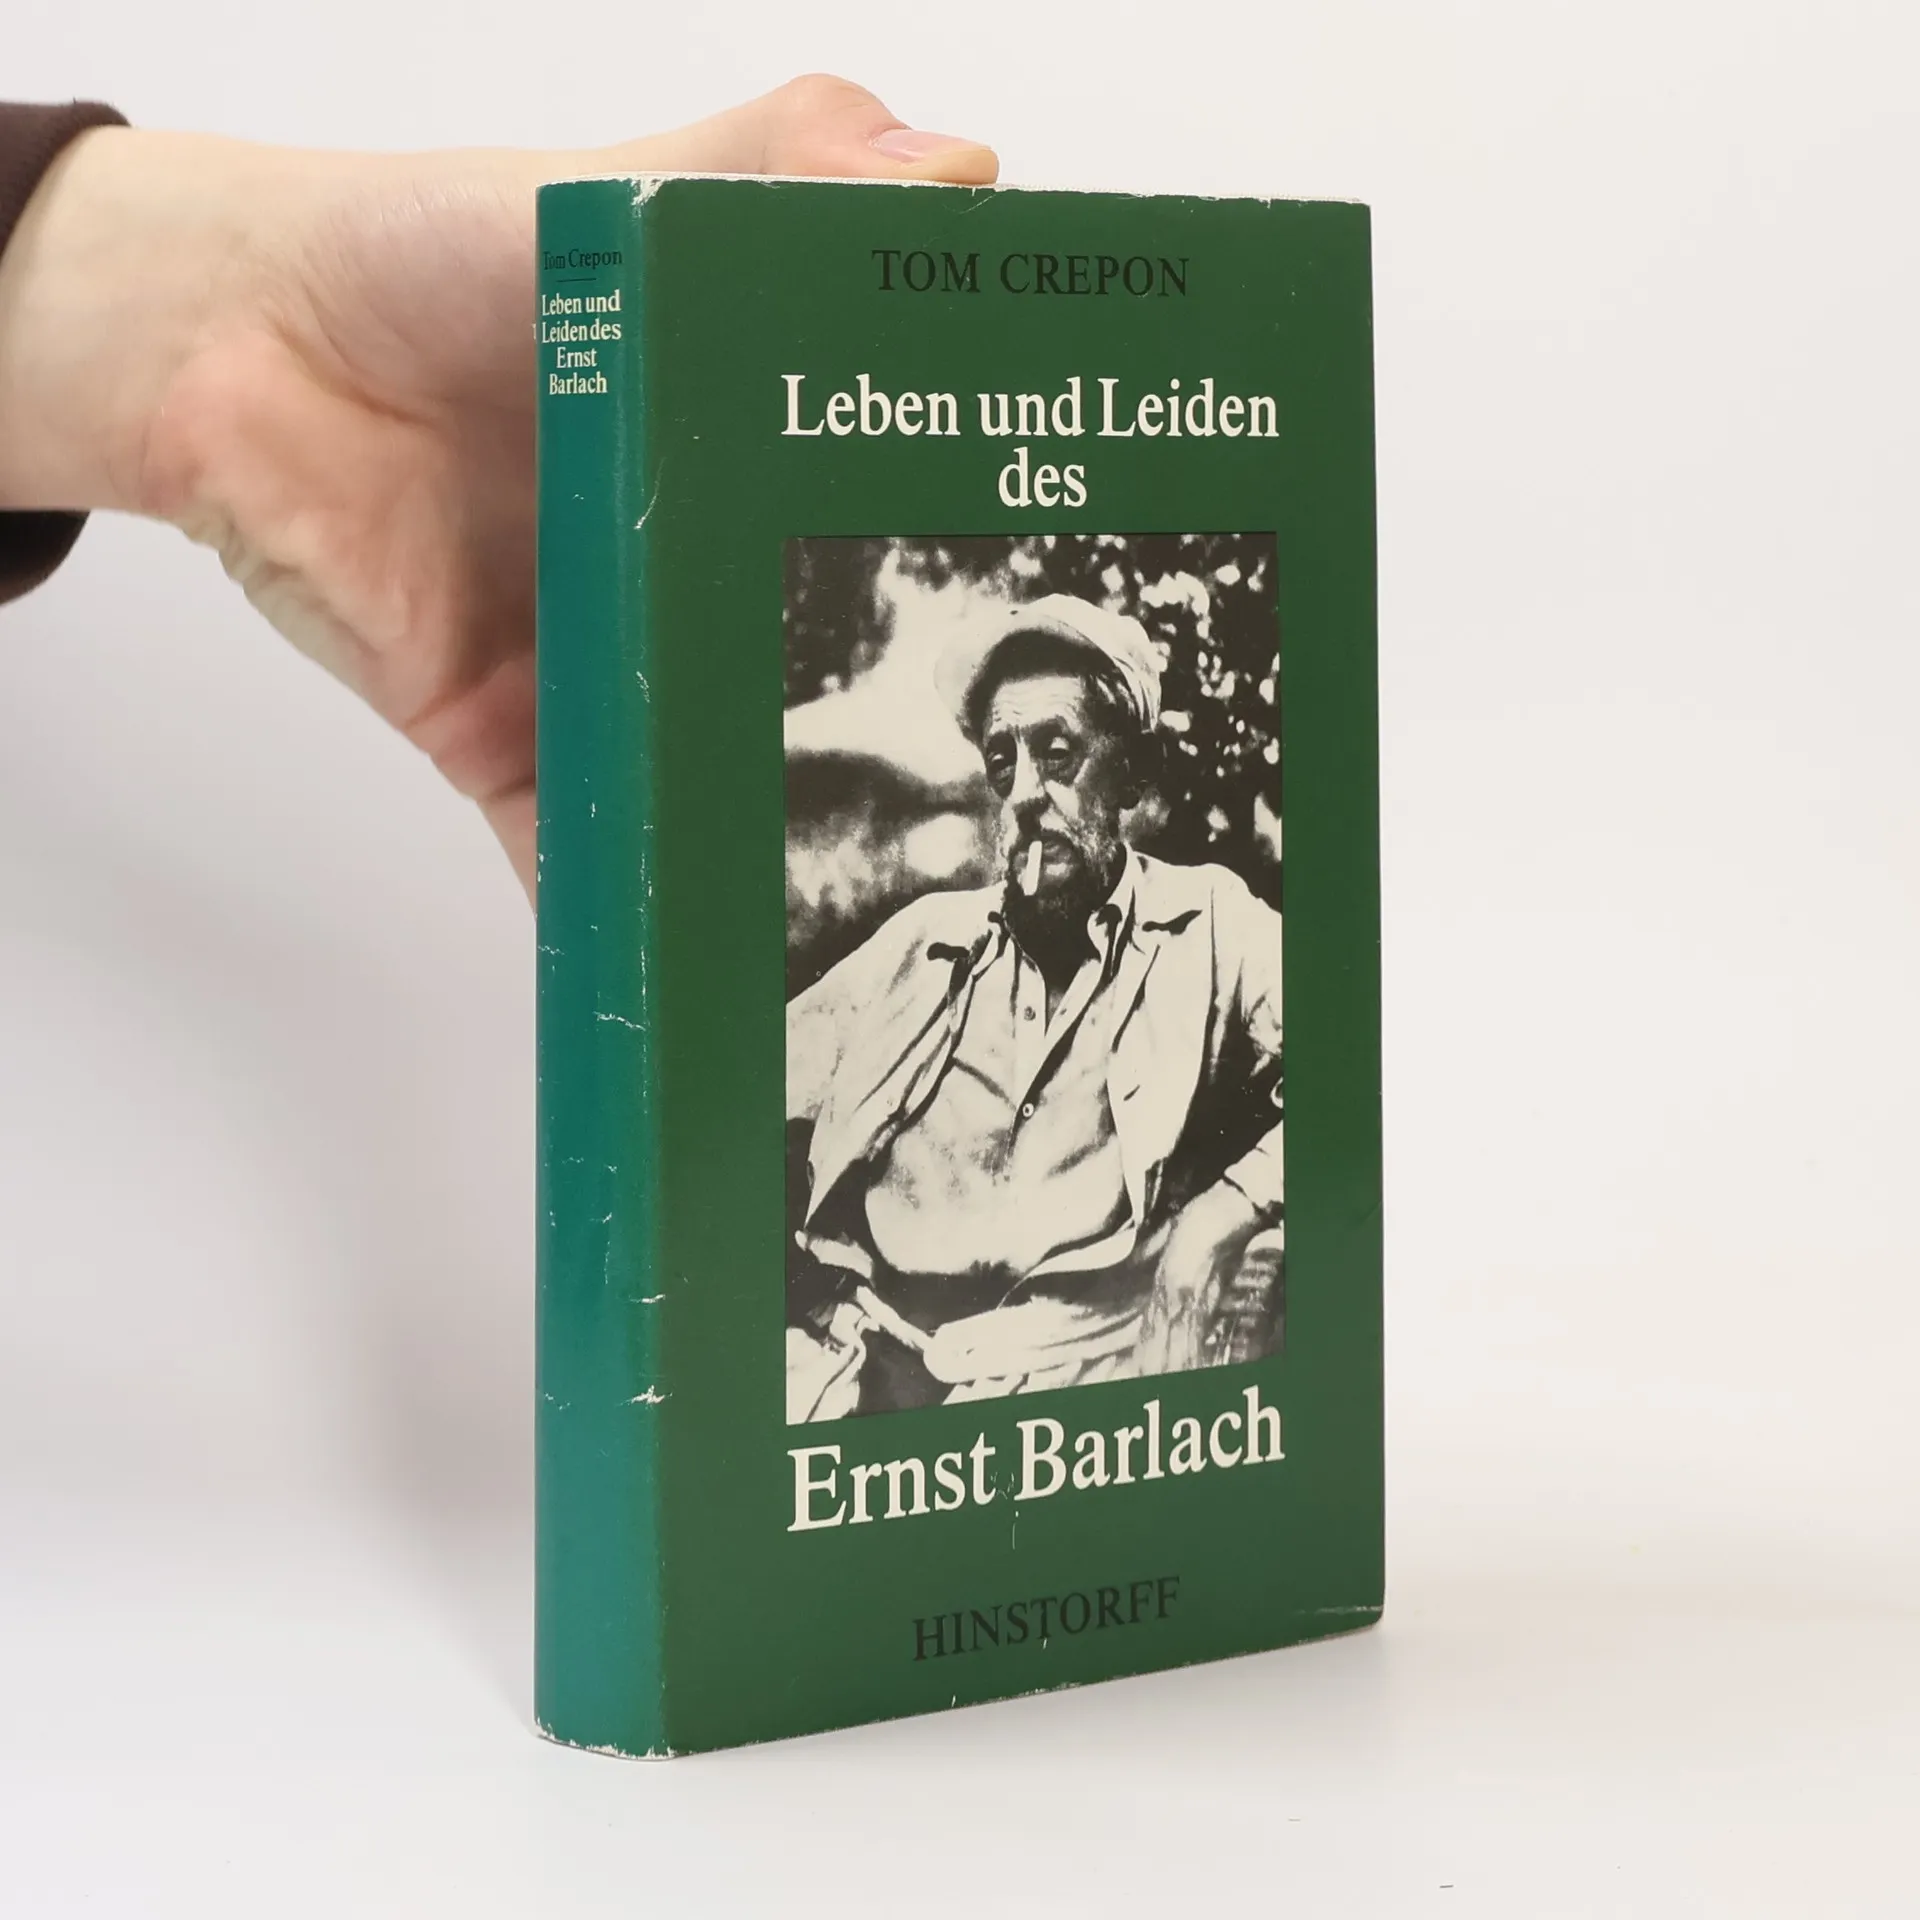 Tom Crepon
Leben und
Leiden des
Ernst
Barlach
TOM CREPON
Leben und Leiden
des
Ernst Barlach
HINSTORFF